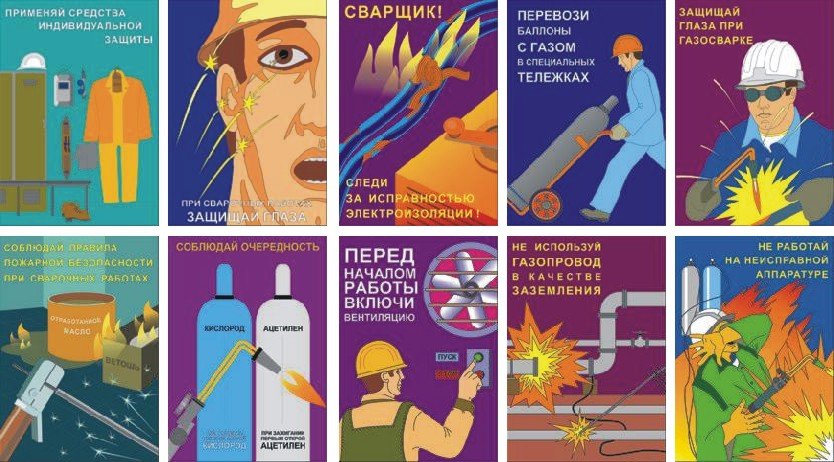 ПРИМЕНЯЙ СРЕДСТВА
ИНДИВИДУАЛЬНОЙ
ЗАЩИТЫ
ПРИ СВАРОЧНЫХ РАБОТАХ
ЗАЩИЩАЙ ГЛАЗА
СВАРЩИК!
СЛЕДИ
ЗА ИСПРАВНОСТЬЮ
ЭЛЕКТРОИЗОЛЯЦИИ!
ПЕРЕВОЗИ
БАЛЛОНЫ
С ГАЗОМ
В СПЕЦИАЛЬНЫХ
ТЕЛЕЖКАХ
ЗАЩИЩАЙ
ГЛАЗА ПРИ
ГАЗОСВАРКЕ
СОБЛЮДАЙ ПРАВИЛА
ПОЖАРНОЙ БЕЗОПАСНОСТИ
ПРИ СВАРОЧНЫХ РАБОТАХ
ОТРАБОТАННОЕ
МАСЛО
ВЕТОШЬ
СОБЛЮДАЙ ОЧЕРЕДНОСТЬ
КИСЛОРОД
АЦЕТИЛЕН
КИСЛОРОД
ПРИ ЗАЖИГАНИИ
ПЕРВЫМ ОТКРОЙ
АЦЕТИЛЕН
ПЕРЕД
НАЧАЛОМ
РАБОТЫ
ВКЛЮЧИ
ВЕНТИЛЯЦИЮ
ПУСК
НЕ ИСПОЛЬЗУЙ
ГАЗОПРОВОД
В КАЧЕСТВЕ
ЗАЗЕМЛЕНИЯ
НЕ РАБОТАЙ
НА НЕИСПРАВНОЙ
АППАРАТУРЕ